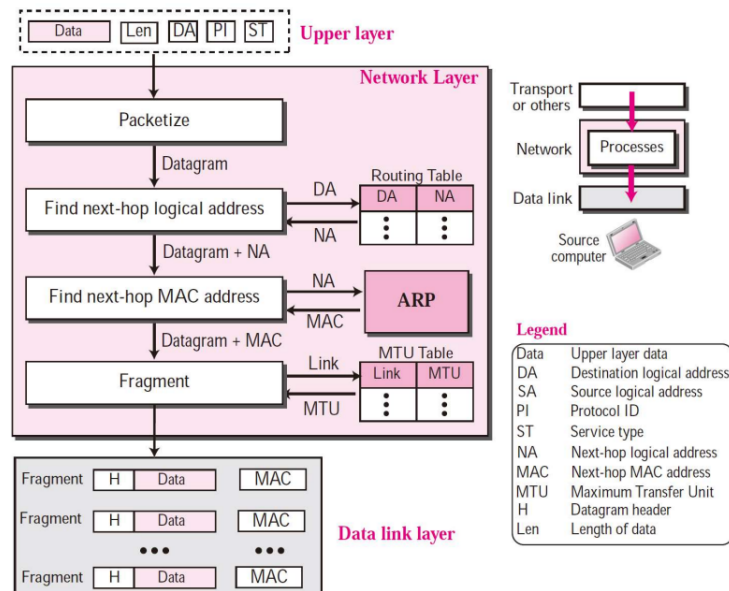 Data Len DA PI ST Upper layer
Network Layer
Packetize
Datagram
Routing Table
DA DA NA
Find next-hop logical address
NA
Datagram + NA
NA
Find next-hop MAC address ARP
MAC
Datagram + MAC
Link MTU Table
Fragment Link MTU
MTU
Fragment H Data MAC
Fragment H Data MAC
Data link layer
Fragment H Data MAC
Transport
or others
Network Processes
Data link
Source
computer
Legend
Data Upper layer data
DA Destination logical address
SA Source logical address
PI Protocol ID
ST Service type
NA Next-hop logical address
MAC Next-hop MAC address
MTU Maximum Transfer Unit
H Datagram header
Len Length of data